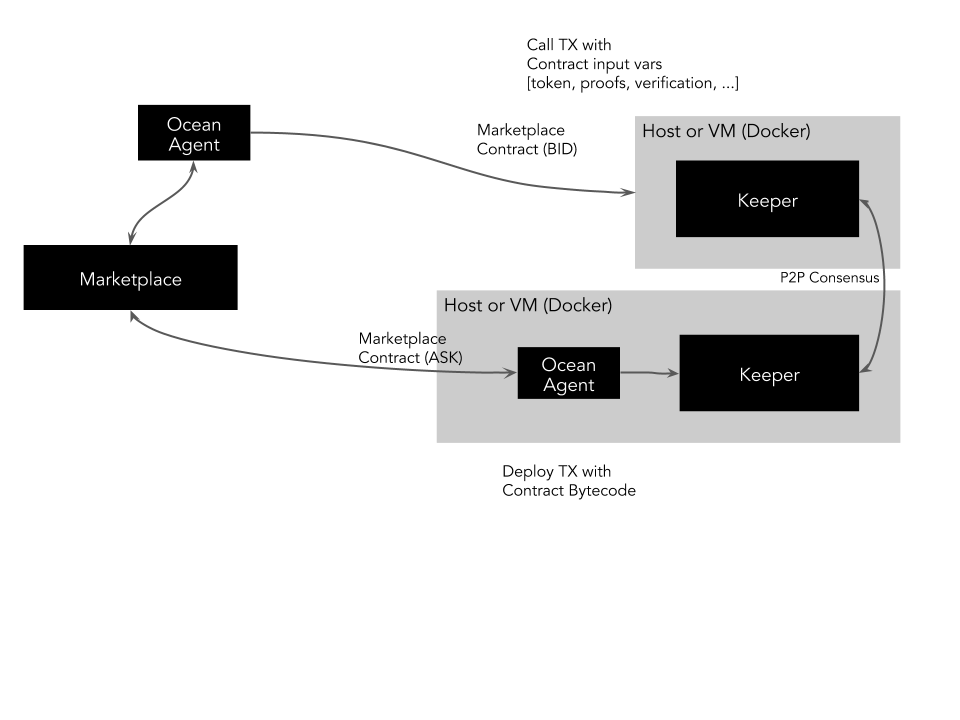 Call TX with
Contract input vars
[token, proofs, verification, ...]
Ocean
Agent
Marketplace
Contract (BID)
Host or VM (Docker)
Keeper
Marketplace
P2P Consensus
Host or VM (Docker)
Marketplace
Contract (ASK)
Ocean
Agent
Keeper
Deploy TX with
Contract Bytecode